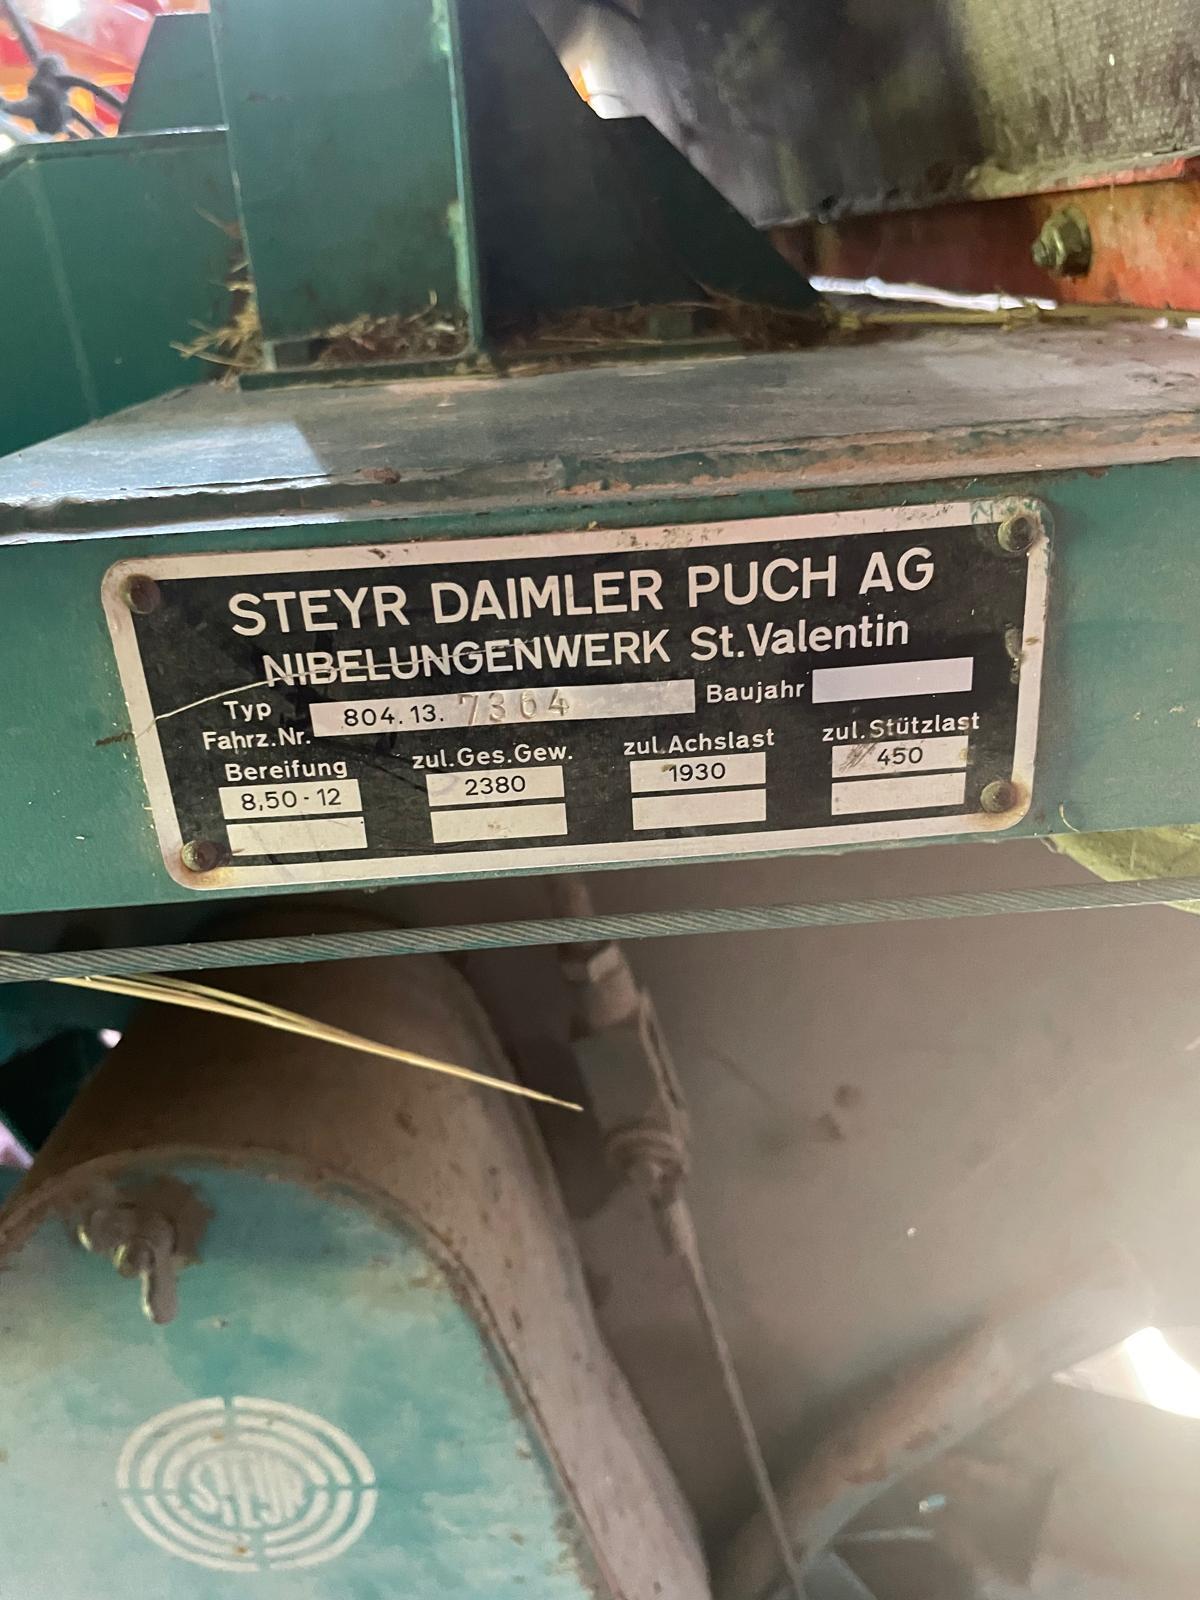 STEYR DAIMLER PUCH AG
NIBELUNGENWERK St.Valentin
Typ
Fahrz.Nr.
804.13. 7364
Baujahr
Bereifung
8,50-12
zul.Ges.Gew.
2380
zul.Achslast
1930
zul.Stützlast
450
STEYR